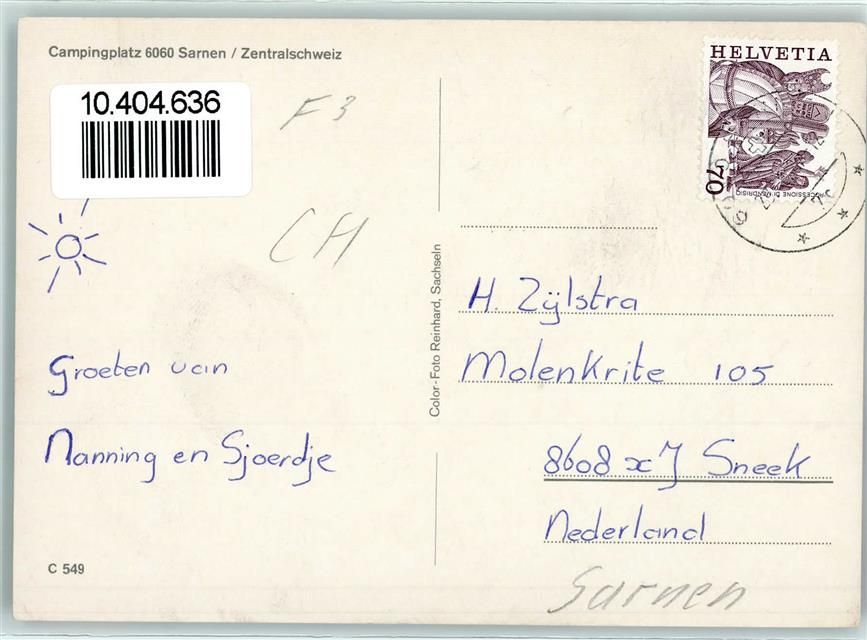 Campingplatz 6060 Sarnen / Zentralschweiz
10.404.636
F 3
CH
Groeten van
Nanning en Sjoerdje
C 549
Color-Foto Reinhard, Sachseln
HELVETIA
70
PROCESSIONE DI MENDRISIO
H. Zijlstra
Molenkrite 105
8608 XJ Sneek
Nederland
Sarnen